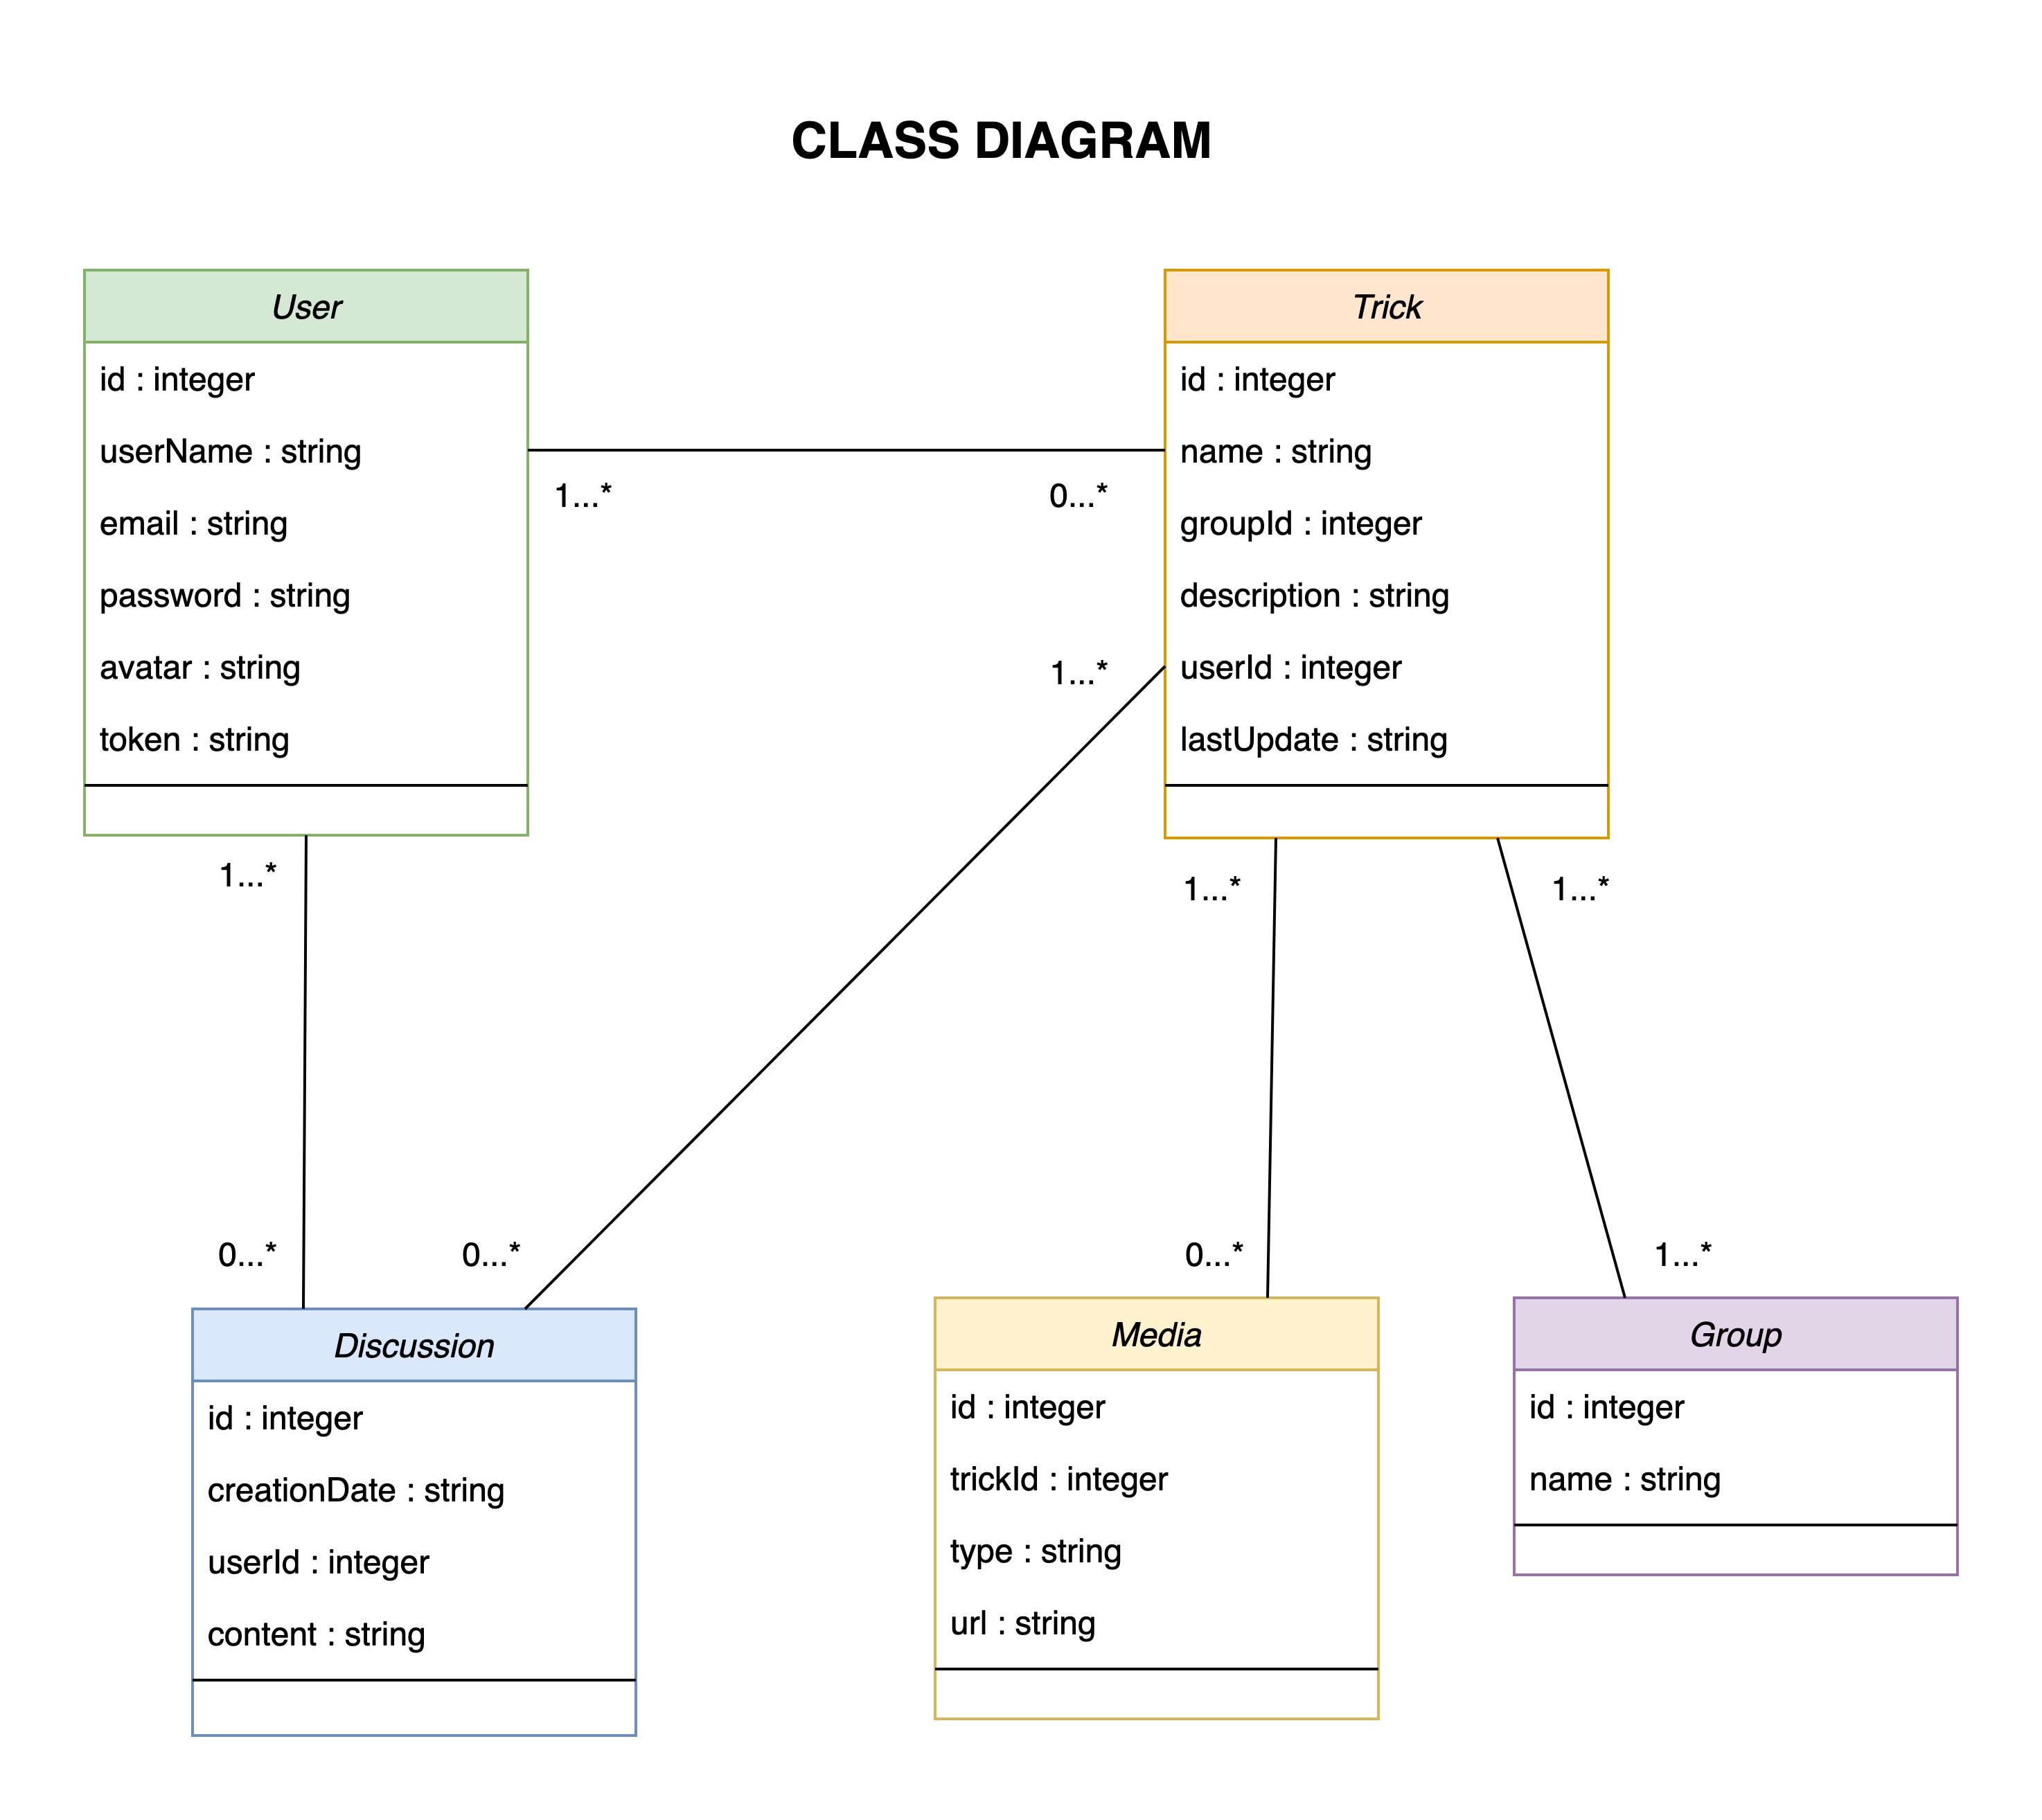 CLASS DIAGRAM
User
id : integer
userName : string
email : string
password : string
avatar : string
token : string
Trick
id : integer
name : string
groupId : integer
description : string
userId : integer
lastUpdate : string
1...*
0...*
1...*
1...*
1...*
1...*
0...*
0...*
0...*
1...*
Discussion
id : integer
creationDate : string
userId : integer
content : string
Media
id : integer
trickId : integer
type : string
url : string
Group
id : integer
name : string